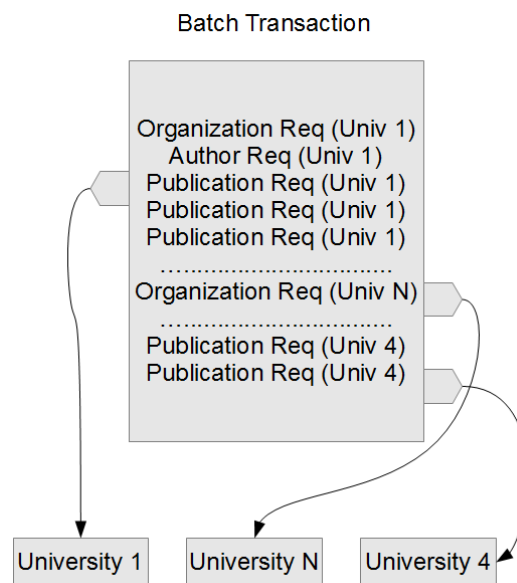 Batch Transaction
Organization Req (Univ 1)
Author Req (Univ 1)
Publication Req (Univ 1)
Publication Req (Univ 1)
Publication Req (Univ 1)
….................................
Organization Req (Univ N)
….................................
Publication Req (Univ 4)
Publication Req (Univ 4)
University 1
University N
University 4